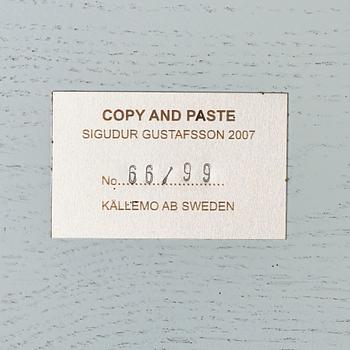 COPY AND PASTE
SIGUDUR GUSTAFSSON 2007
No...66/99......
KÄLLEMO AB SWEDEN